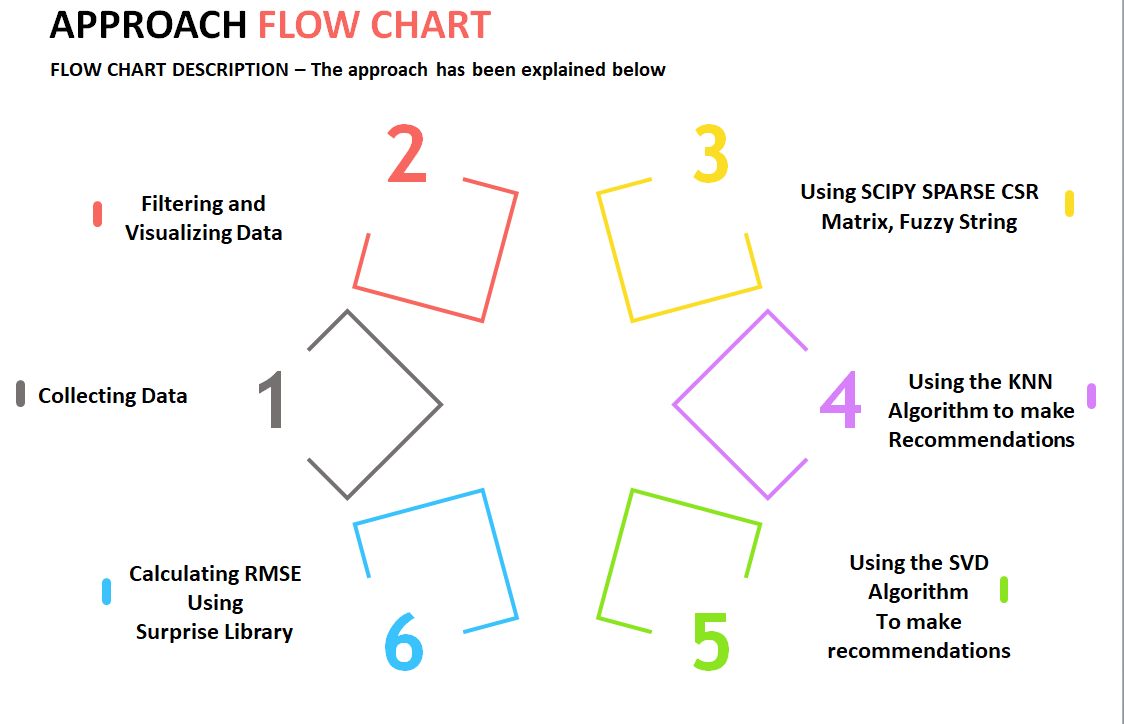 APPROACH FLOW CHART
FLOW CHART DESCRIPTION – The approach has been explained below
1
Collecting Data
2
Filtering and
Visualizing Data
3
Using SCIPY SPARSE CSR
Matrix, Fuzzy String
4
Using the KNN
Algorithm to make
Recommendations
5
Using the SVD
Algorithm
To make
recommendations
6
Calculating RMSE
Using
Surprise Library